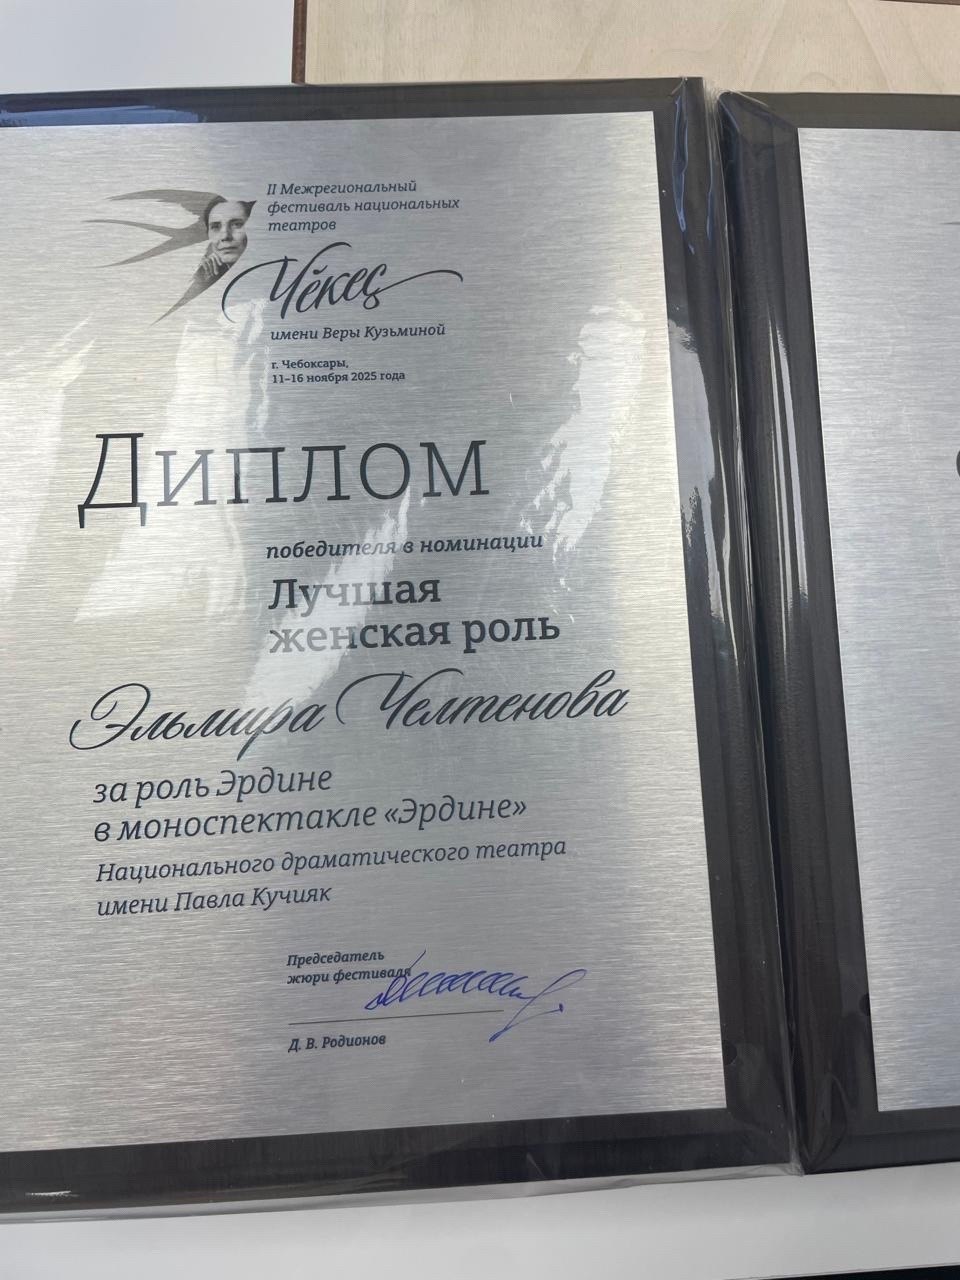 II Межрегиональный
фестиваль национальных
театров
Чӗкеҫ
имени Веры Кузьминой
г. Чебоксары,
11–16 ноября 2025 года
Диплом
победителя в номинации
Лучшая
женская роль
Эльмира Челтенова
за роль Эрдине
в моноспектакле «Эрдине»
Национального драматического театра
имени Павла Кучияк
Председатель
жюри фестиваля
Д. В. Родионов